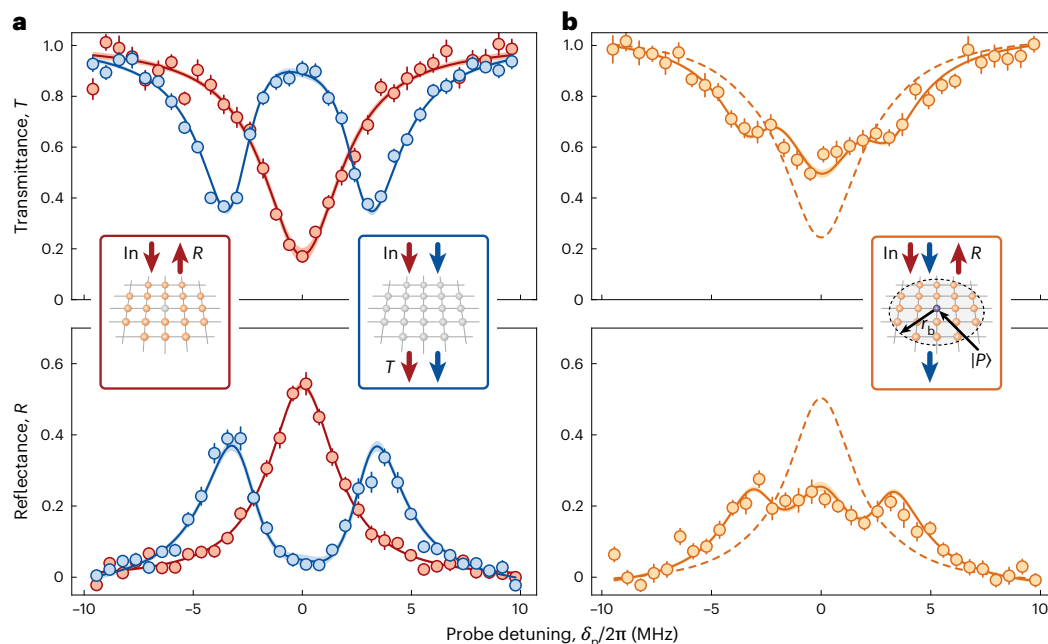 a
b
Transmittance, T
1.0
0.8
0.6
0.4
0.2
0
In
R
In
T
In
R
r_b
|P⟩
Reflectance, R
0.6
0.4
0.2
0
−10
−5
0
5
10
−10
−5
0
5
10
Probe detuning, δ_p/2π (MHz)